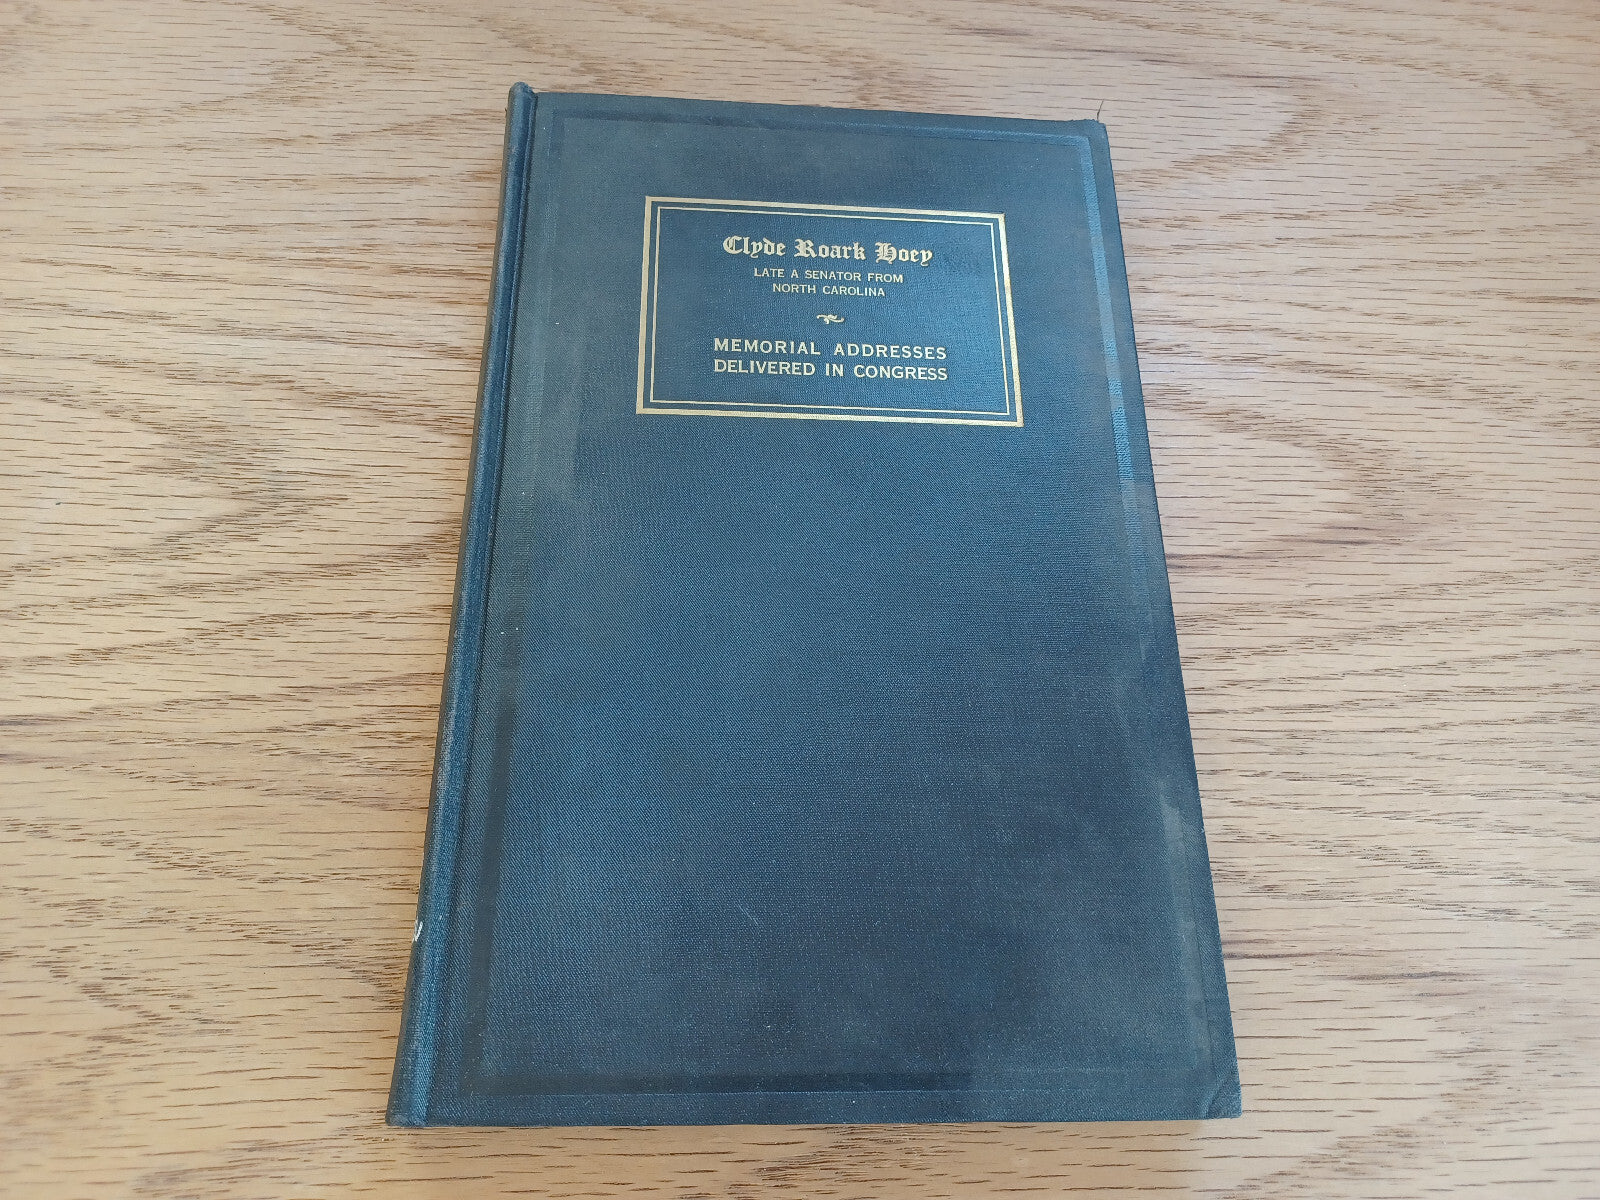 Clyde Roark Hoey
LATE A SENATOR FROM
NORTH CAROLINA
MEMORIAL ADDRESSES
DELIVERED IN CONGRESS